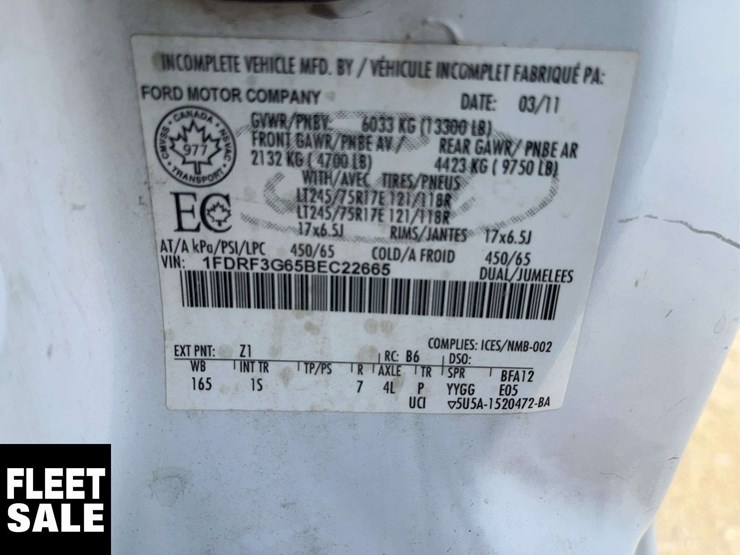 INCOMPLETE VEHICLE MFD. BY / VÉHICULE INCOMPLET FABRIQUÉ PA:
FORD MOTOR COMPANY DATE: 03/11
GVWR/PNBV: 6033 KG (13300 LB)
FRONT GAWR/PNBE AV/ REAR GAWR/ PNBE AR
2132 KG ( 4700 LB) 4423 KG ( 9750 LB)
WITH/AVEC TIRES/PNEUS
LT245/75R17E 121/118R
LT245/75R17E 121/118R
17x6.5J RIMS/JANTES 17x6.5J
AT/A kPa/PSI/LPC 450/65 COLD/A FROID 450/65
VIN: 1FDRF3G65BEC22665 DUAL/JUMELEES
CANADA
CMVSS NSVAC
977
TRANSPORT
EC
COMPLIES: ICES/NMB-002
EXT PNT: Z1 RC: B6 DSO:
WB INT TR TP/PS R AXLE TR SPR BFA12
165 1S 7 4L P YYGG E05
UCI ▽5U5A-1520472-BA
FLEET
SALE